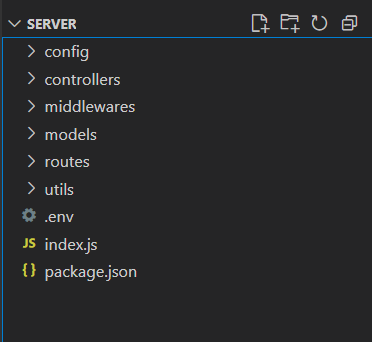 SERVER
config
controllers
middlewares
models
routes
utils
.env
JS index.js
{} package.json